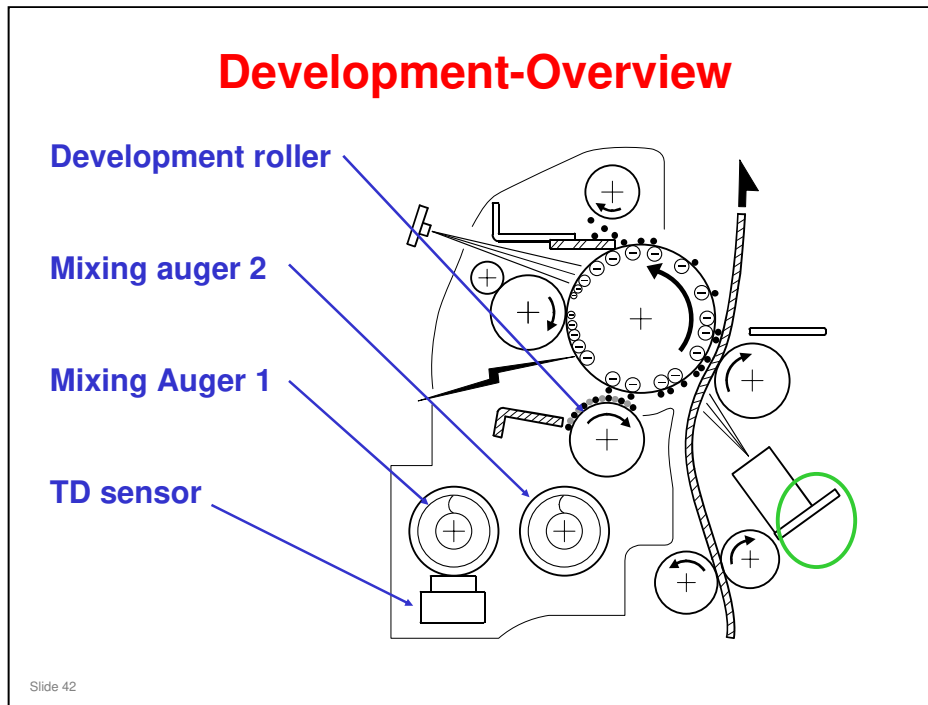 Development-Overview
Development roller
Mixing auger 2
Mixing Auger 1
TD sensor
Slide 42